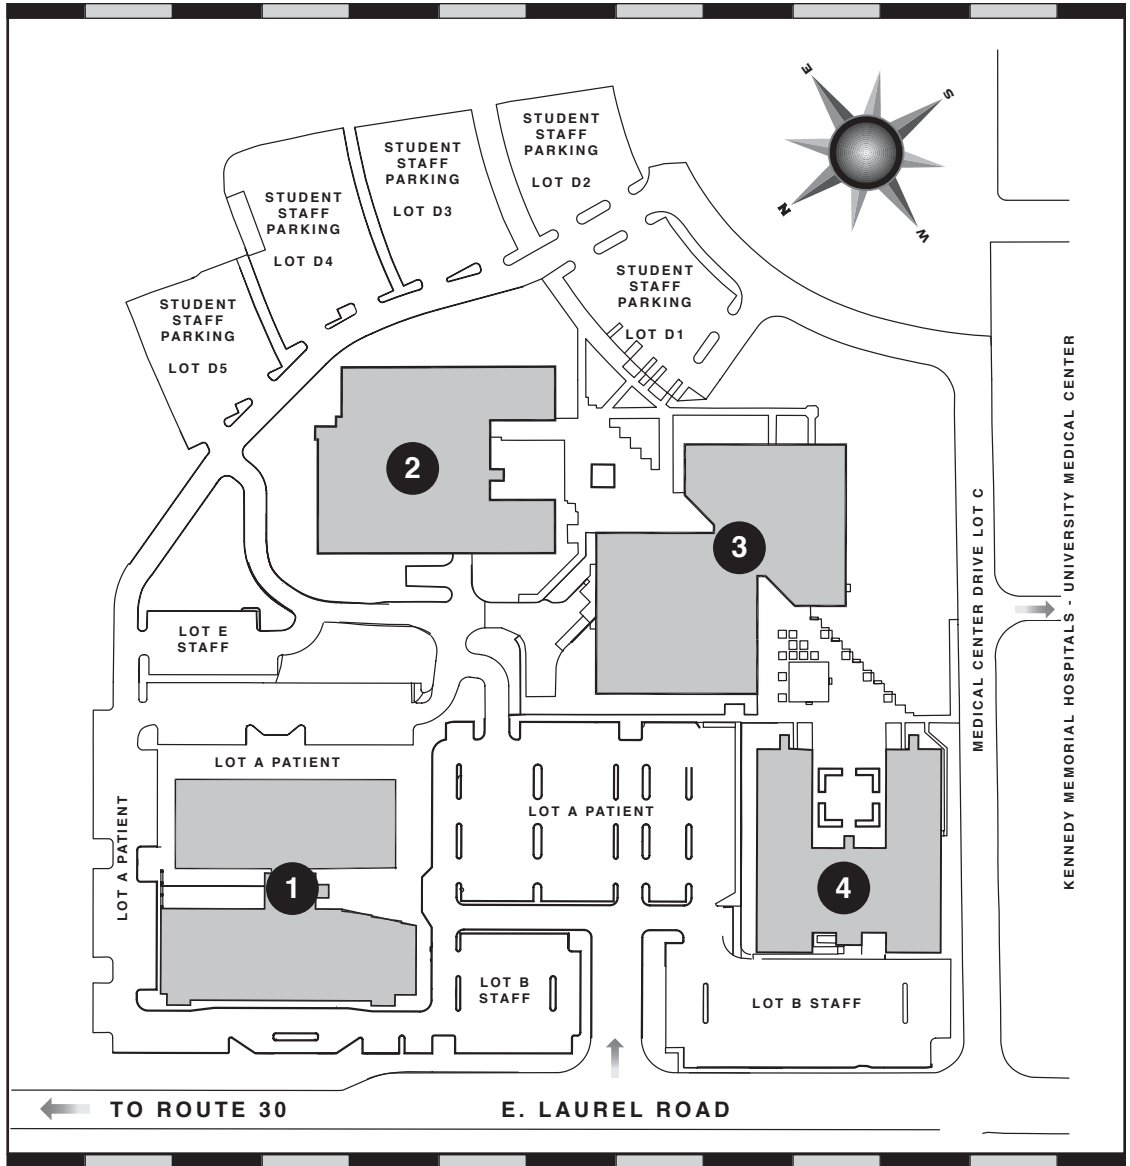 E
S
N
W
STUDENT
STAFF
PARKING
LOT D2
STUDENT
STAFF
PARKING
LOT D3
STUDENT
STAFF
PARKING
LOT D4
STUDENT
STAFF
PARKING
LOT D1
STUDENT
STAFF
PARKING
LOT D5
2
3
MEDICAL CENTER DRIVE LOT C
KENNEDY MEMORIAL HOSPITALS - UNIVERSITY MEDICAL CENTER
LOT E
STAFF
LOT A PATIENT
LOT A PATIENT
LOT A PATIENT
1
4
LOT B
STAFF
LOT B STAFF
TO ROUTE 30
E. LAUREL ROAD